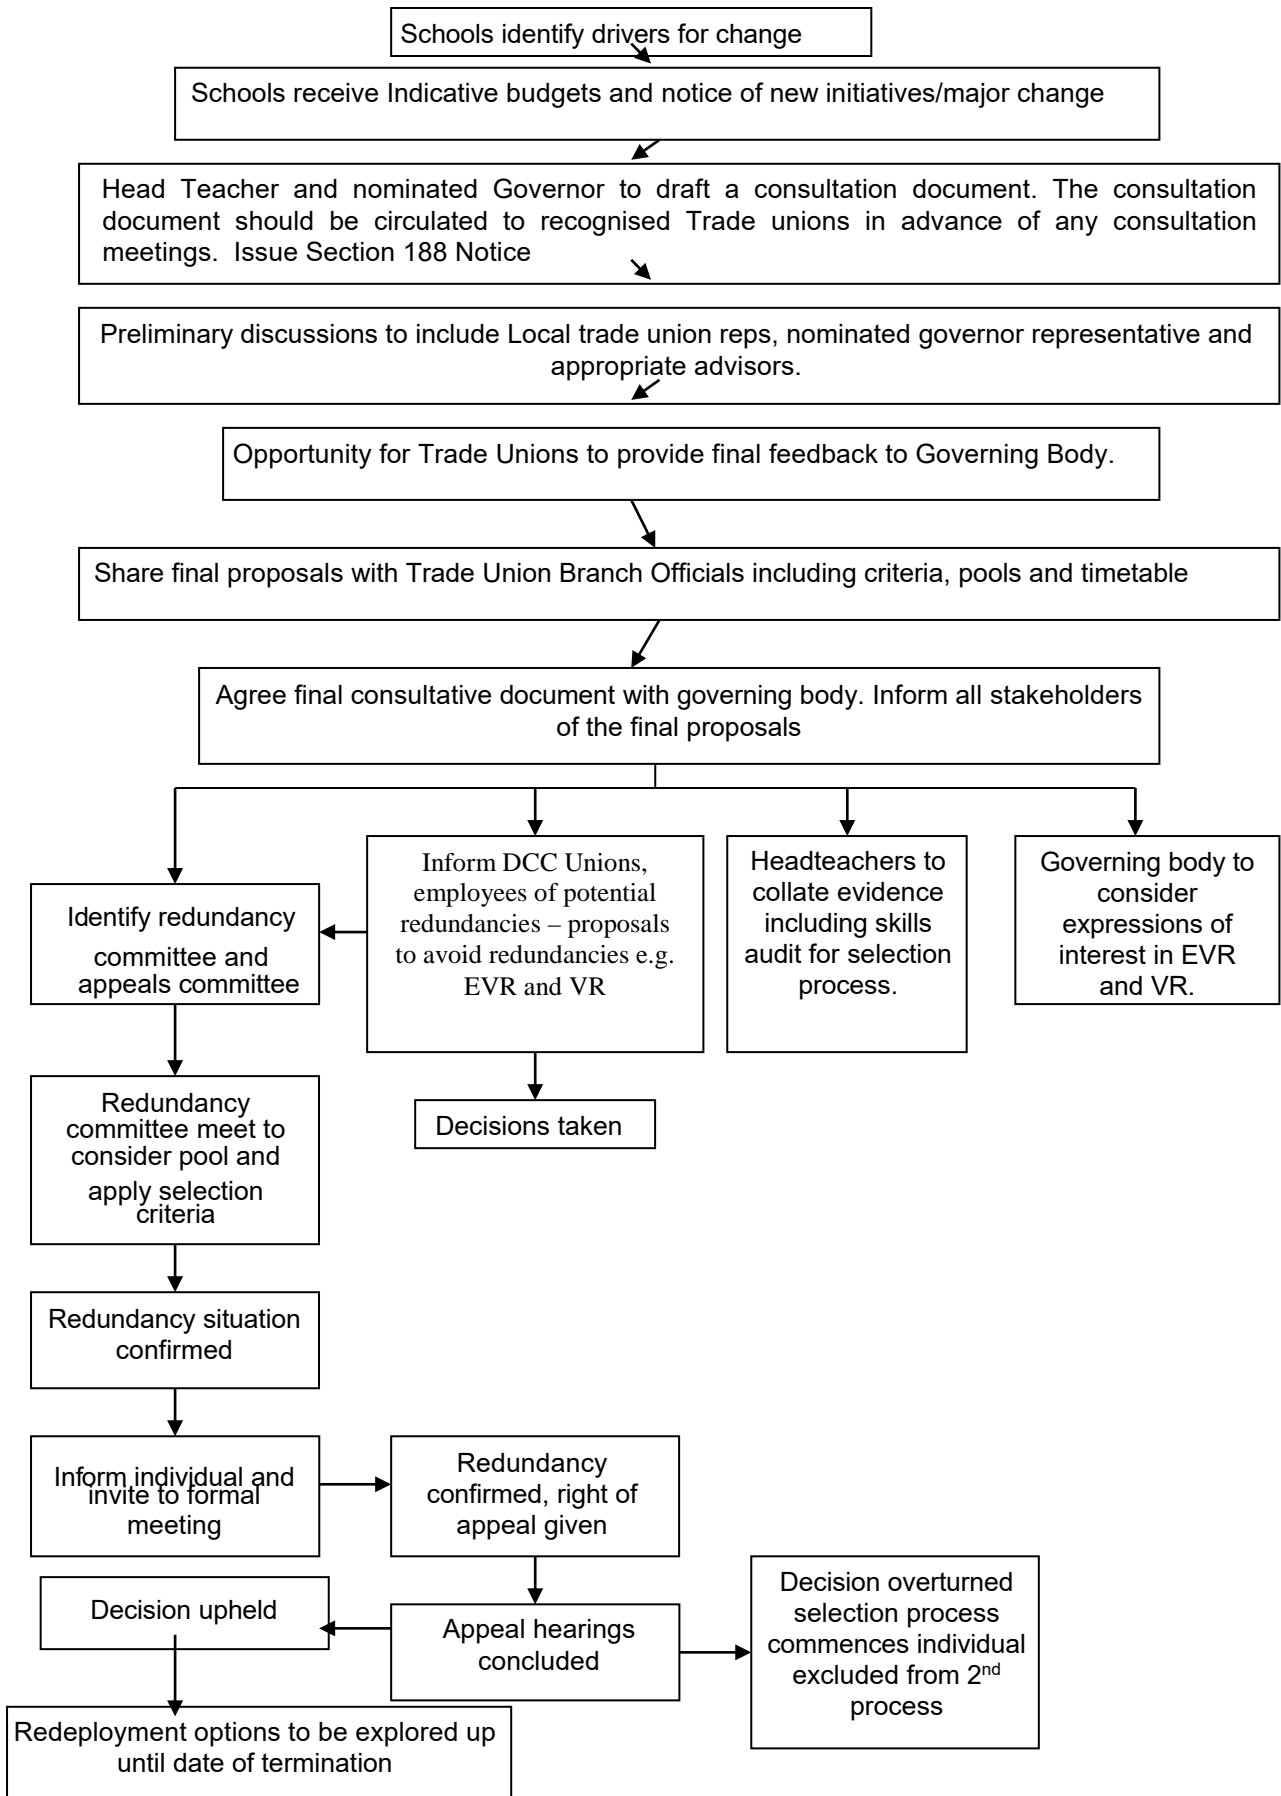 Schools identify drivers for change
Schools receive Indicative budgets and notice of new initiatives/major change
Head Teacher and nominated Governor to draft a consultation document. The consultation
document should be circulated to recognised Trade unions in advance of any consultation
meetings. Issue Section 188 Notice
Preliminary discussions to include Local trade union reps, nominated governor representative and
appropriate advisors.
Opportunity for Trade Unions to provide final feedback to Governing Body.
Share final proposals with Trade Union Branch Officials including criteria, pools and timetable
Agree final consultative document with governing body. Inform all stakeholders
of the final proposals
Identify redundancy
committee and
appeals committee
Inform DCC Unions,
employees of potential
redundancies – proposals
to avoid redundancies e.g.
EVR and VR
Headteachers to
collate evidence
including skills
audit for selection
process.
Governing body to
consider
expressions of
interest in EVR
and VR.
Redundancy
committee meet to
consider pool and
apply selection
criteria
Decisions taken
Redundancy situation
confirmed
Inform individual and
invite to formal
meeting
Redundancy
confirmed, right of
appeal given
Decision upheld
Appeal hearings
concluded
Decision overturned
selection process
commences individual
excluded from 2nd
process
Redeployment options to be explored up
until date of termination